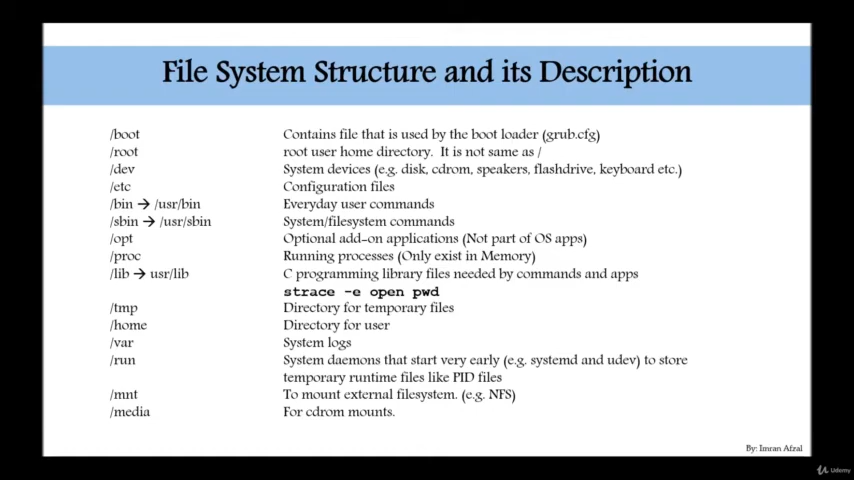 File System Structure and its Description
/boot Contains file that is used by the boot loader (grub.cfg)
/root root user home directory. It is not same as /
/dev System devices (e.g. disk, cdrom, speakers, flashdrive, keyboard etc.)
/etc Configuration files
/bin → /usr/bin Everyday user commands
/sbin → /usr/sbin System/filesystem commands
/opt Optional add-on applications (Not part of OS apps)
/proc Running processes (Only exist in Memory)
/lib → usr/lib C programming library files needed by commands and apps
strace -e open pwd
/tmp Directory for temporary files
/home Directory for user
/var System logs
/run System daemons that start very early (e.g. systemd and udev) to store
temporary runtime files like PID files
/mnt To mount external filesystem. (e.g. NFS)
/media For cdrom mounts.
By: Imran Afzal
Udemy